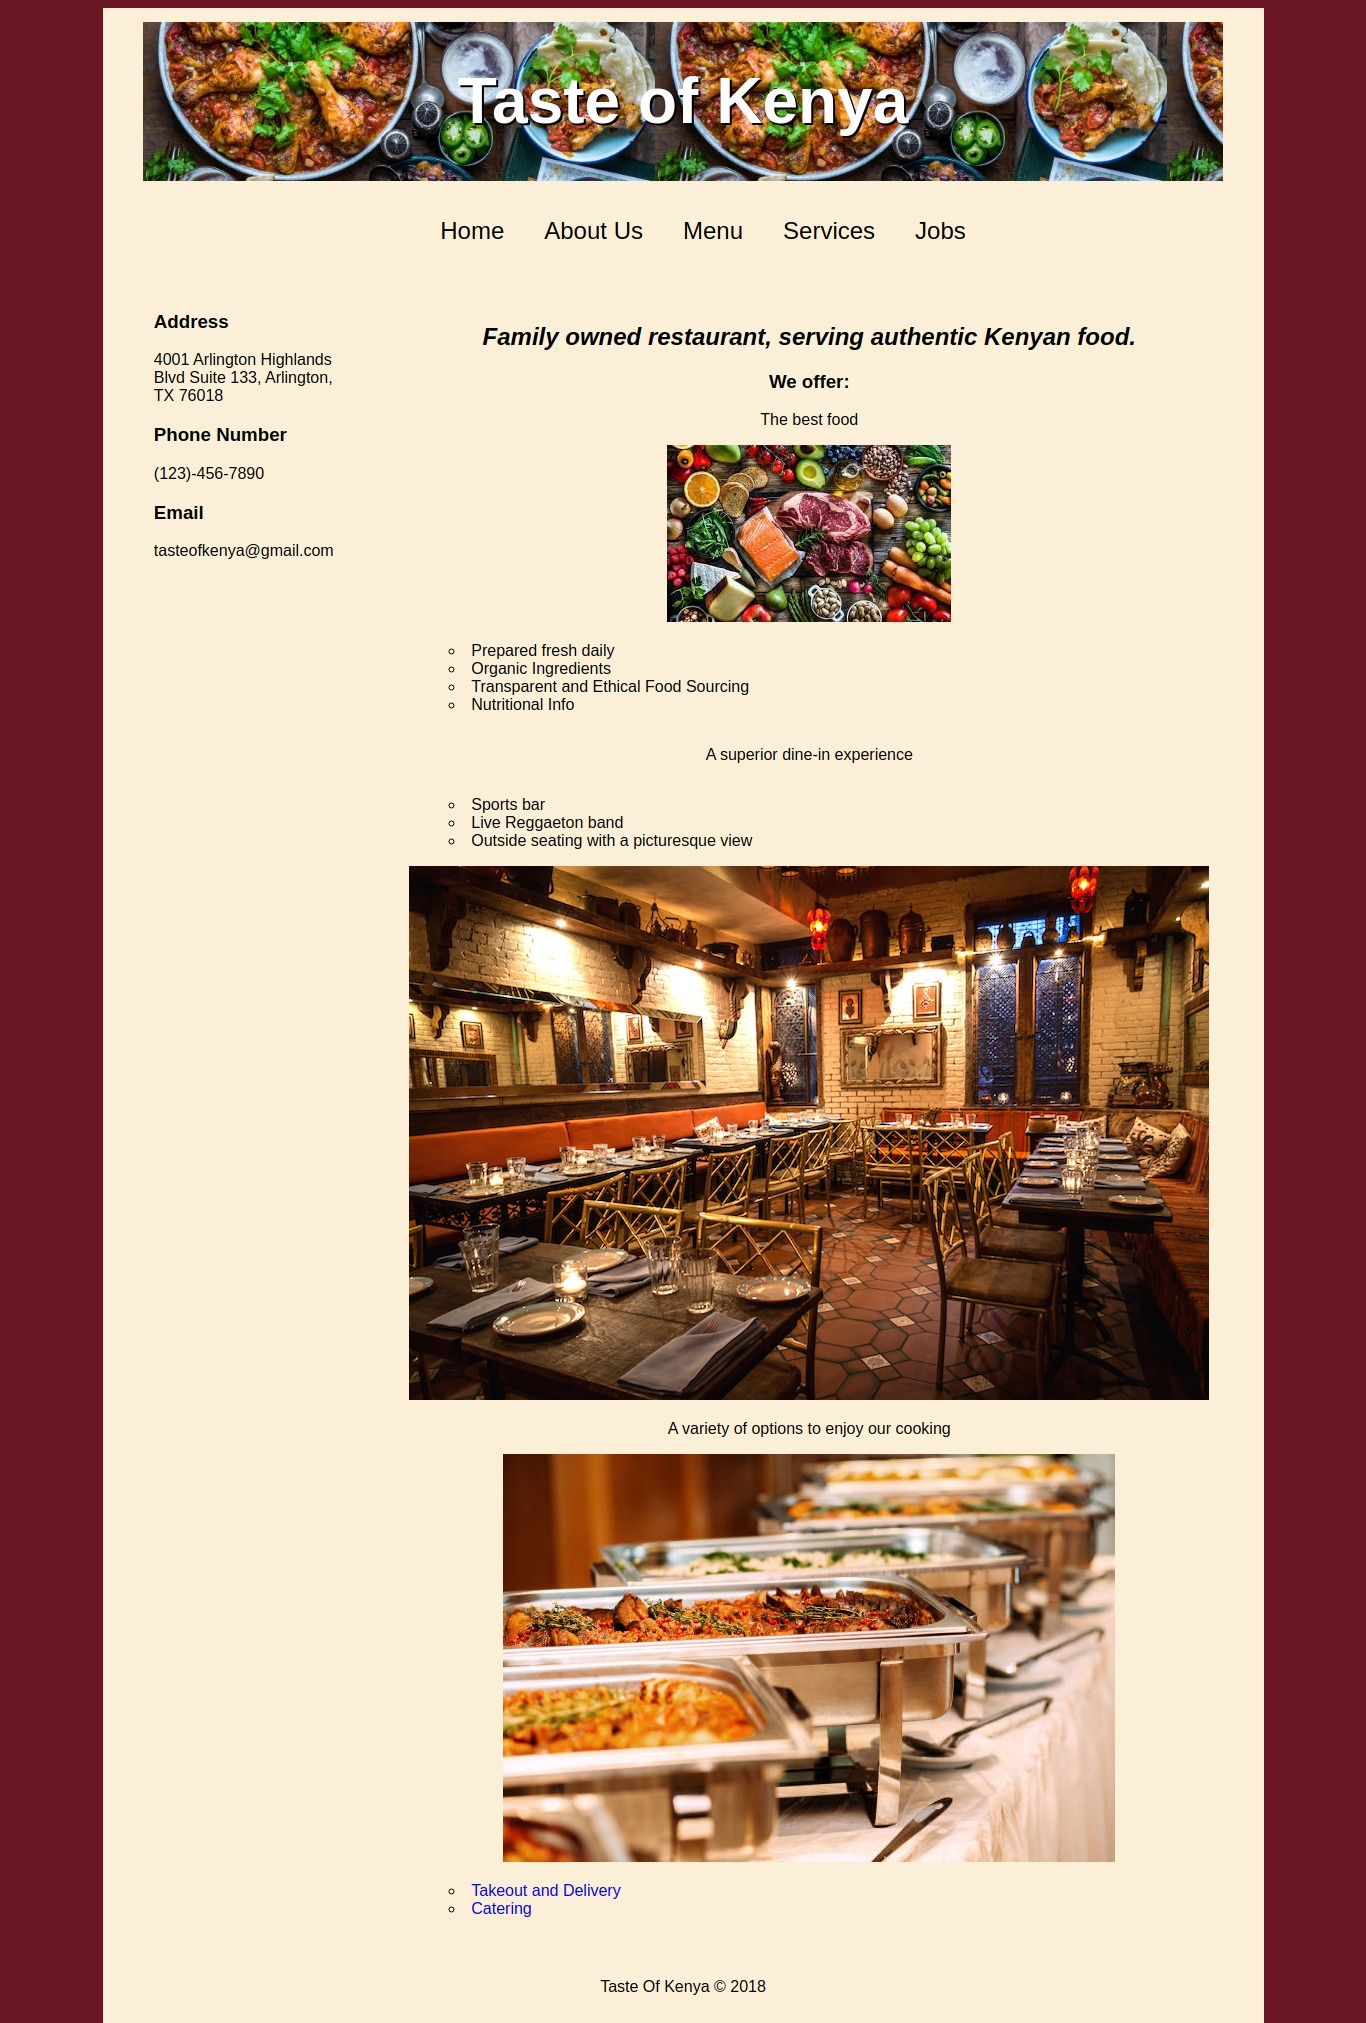 Taste of Kenya
Home About Us Menu Services Jobs
Address
4001 Arlington Highlands
Blvd Suite 133, Arlington,
TX 76018
Phone Number
(123)-456-7890
Email
tasteofkenya@gmail.com
Family owned restaurant, serving authentic Kenyan food.
We offer:
The best food
Prepared fresh daily
Organic Ingredients
Transparent and Ethical Food Sourcing
Nutritional Info
A superior dine-in experience
Sports bar
Live Reggaeton band
Outside seating with a picturesque view
A variety of options to enjoy our cooking
Takeout and Delivery
Catering
Taste Of Kenya © 2018